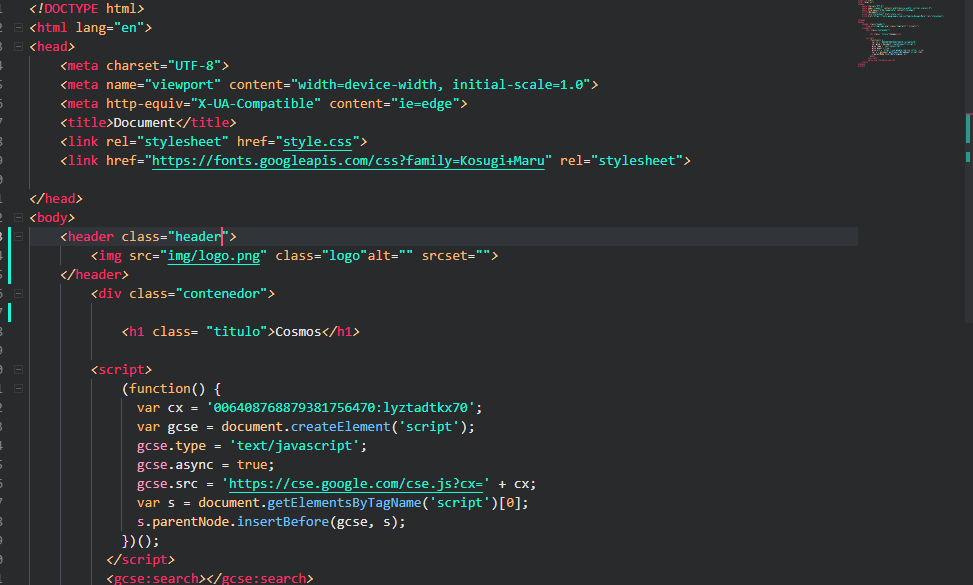 <!DOCTYPE html>
<html lang="en">
<head>
<meta charset="UTF-8">
<meta name="viewport" content="width=device-width, initial-scale=1.0">
<meta http-equiv="X-UA-Compatible" content="ie=edge">
<title>Document</title>
<link rel="stylesheet" href="style.css">
<link href="https://fonts.googleapis.com/css?family=Kosugi+Maru" rel="stylesheet">
</head>
<body>
<header class="header">
<img src="img/logo.png" class="logo"alt="" srcset="">
</header>
<div class="contenedor">
<h1 class= "titulo">Cosmos</h1>
<script>
(function() {
var cx = '006408768879381756470:lyztadtkx70';
var gcse = document.createElement('script');
gcse.type = 'text/javascript';
gcse.async = true;
gcse.src = 'https://cse.google.com/cse.js?cx=' + cx;
var s = document.getElementsByTagName('script')[0];
s.parentNode.insertBefore(gcse, s);
})();
</script>
<gcse:search></gcse:search>